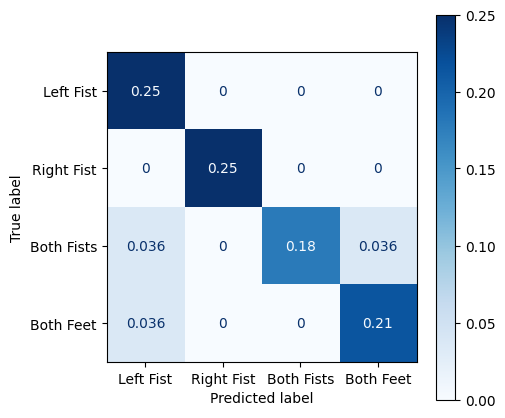 0.25
Left Fist 0.25 0 0 0
0.20
Right Fist 0 0.25 0 0
0.15
True label
0.10
Both Fists 0.036 0 0.18 0.036
0.05
Both Feet 0.036 0 0 0.21
0.00
Left Fist Right Fist Both Fists Both Feet
Predicted label